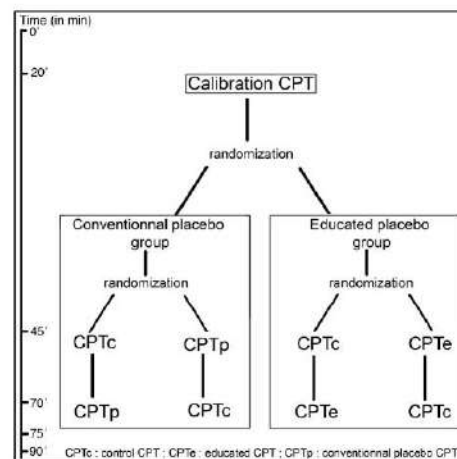 Time (in min)
0´
20´
Calibration CPT
randomization
Conventionnal placebo
group
Educated placebo
group
randomization
randomization
45´
CPTc
CPTp
CPTc
CPTe
70´
CPTp
CPTc
CPTe
CPTc
75´
90´
CPTc : control CPT ; CPTe : educated CPT ; CPTp : conventionnal placebo CPT